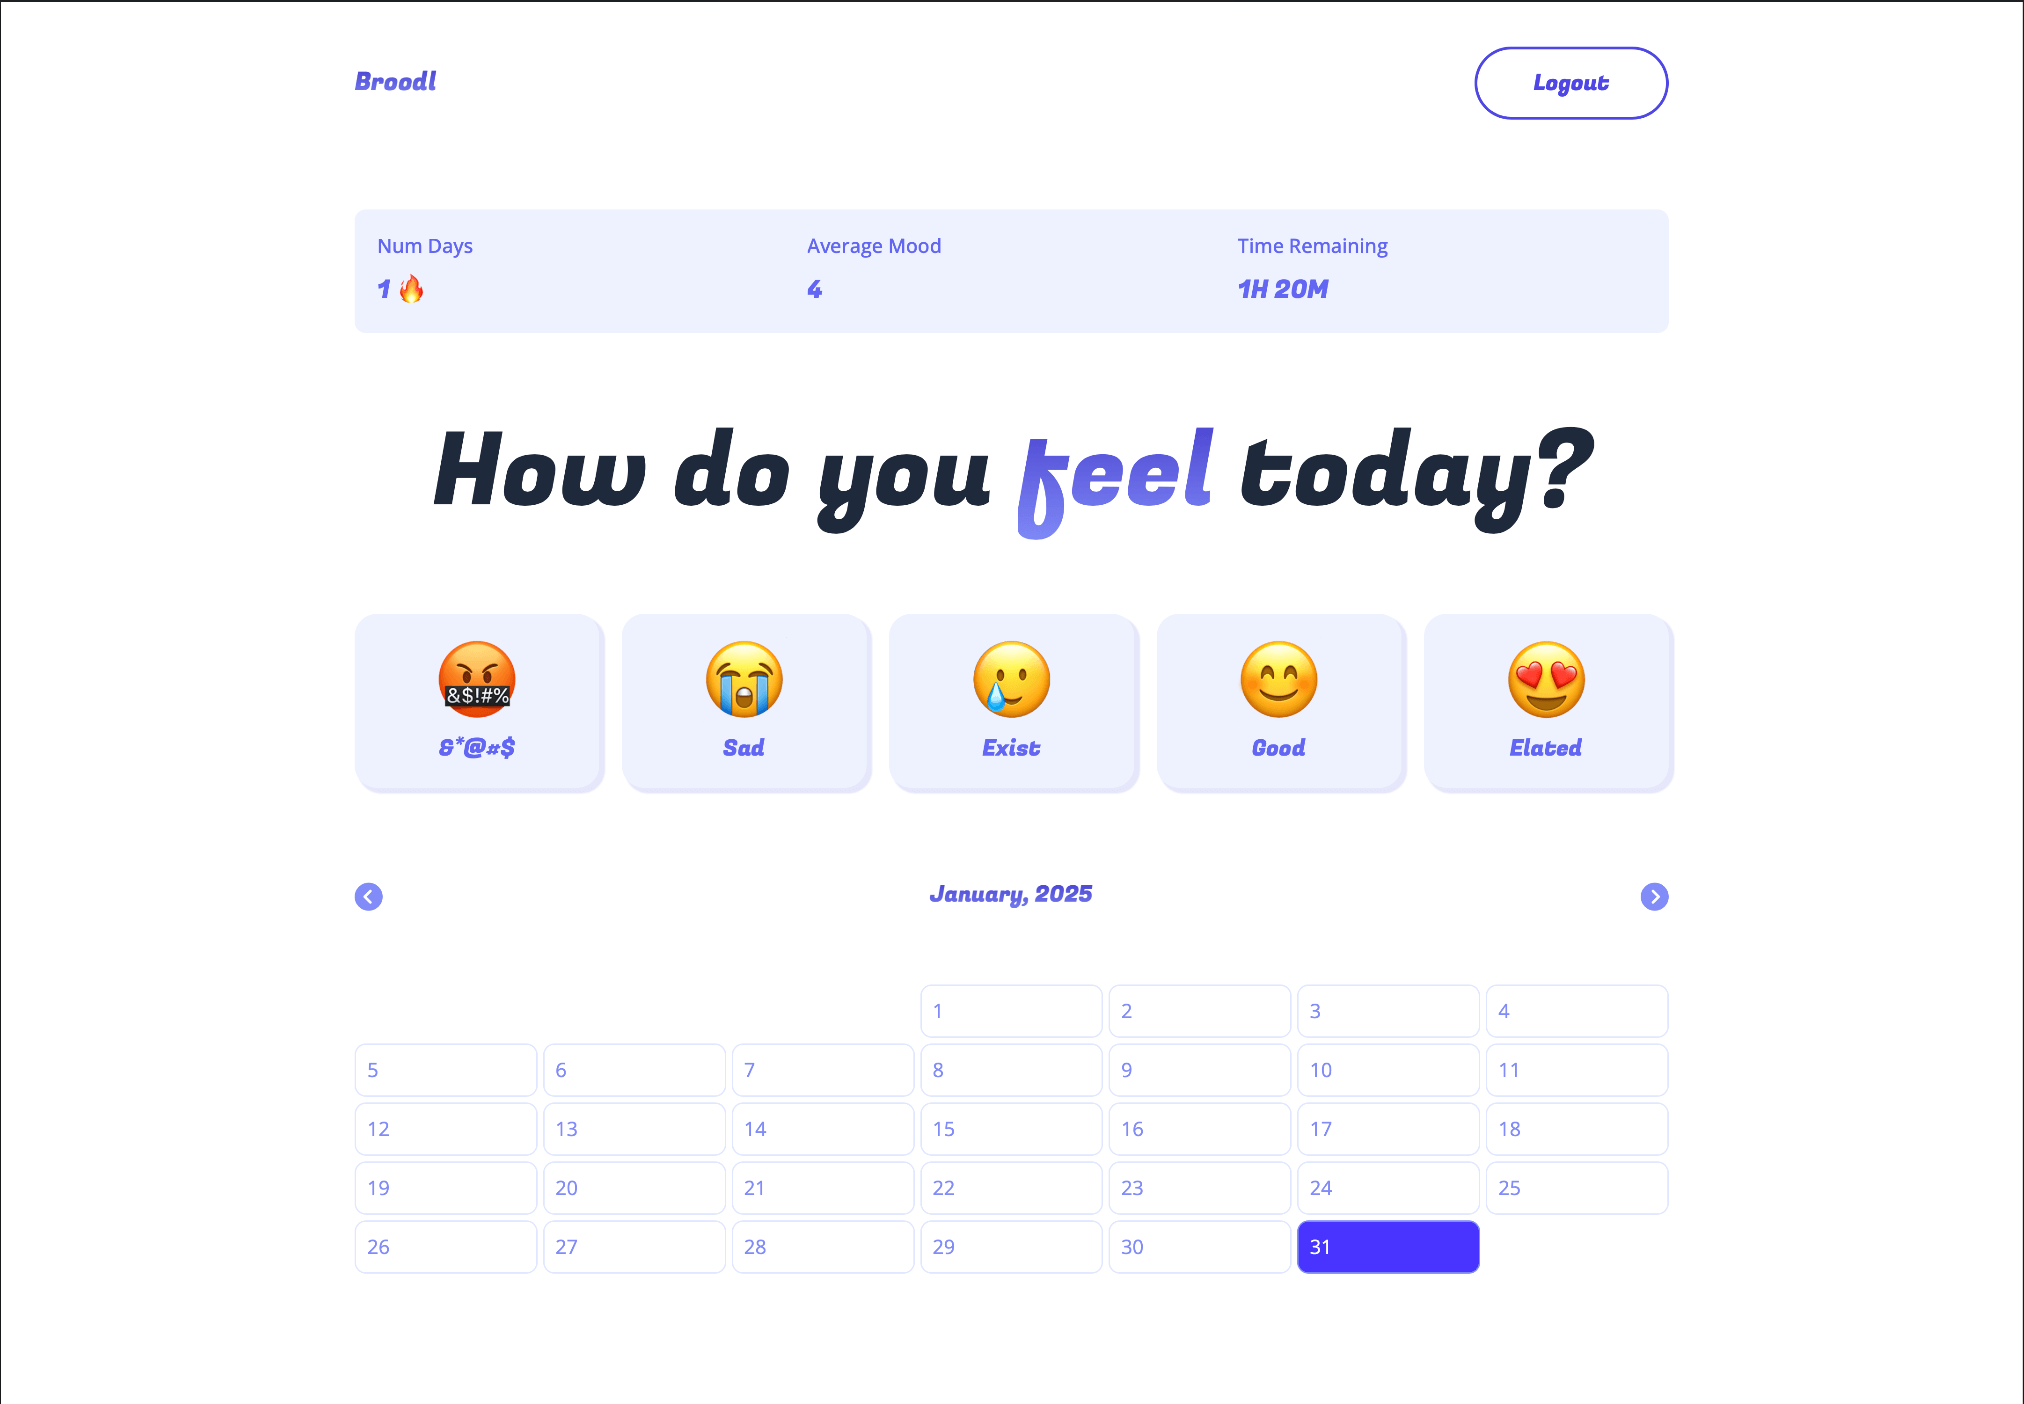 Broodl
Logout
Num Days
1 🔥
Average Mood
4
Time Remaining
1H 20M
How do you feel today?
&$!#%
&*@#$
Sad
Exist
Good
Elated
January, 2025
1 2 3 4
5 6 7 8 9 10 11
12 13 14 15 16 17 18
19 20 21 22 23 24 25
26 27 28 29 30 31